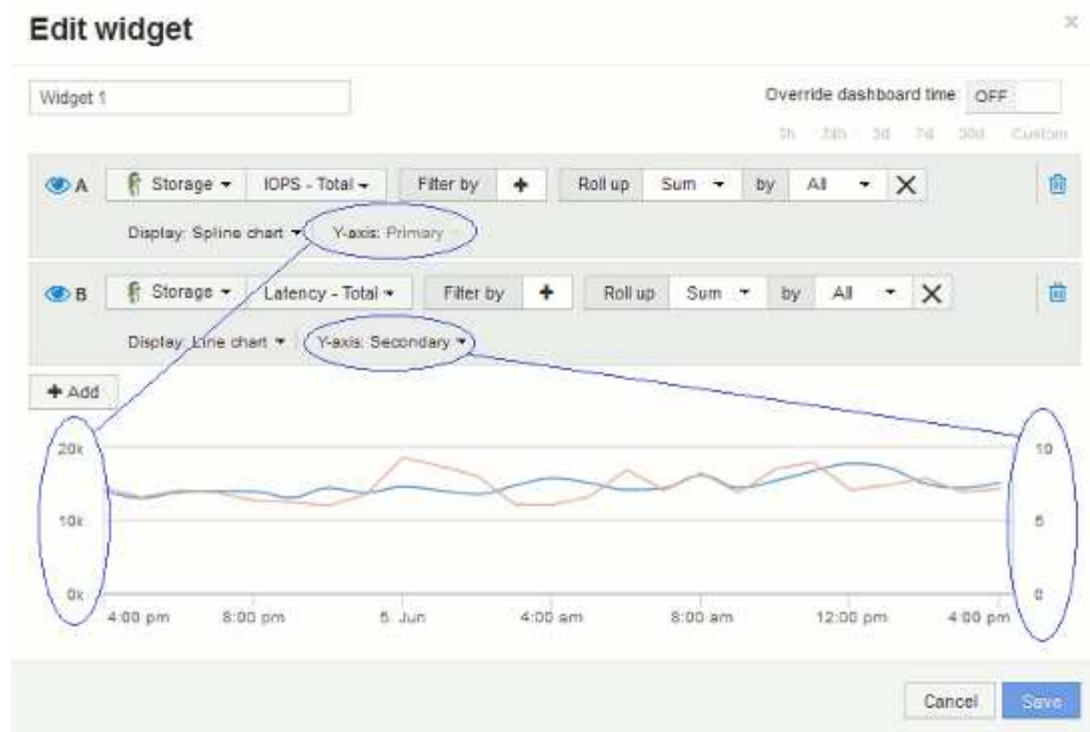 Edit widget
Widget 1
Override dashboard time OFF
3h 24h 3d 7d 30d Custom
A Storage IOPS - Total Filter by + Roll up Sum by All X
Display: Spline chart Y-axis: Primary
B Storage Latency - Total Filter by + Roll up Sum by All X
Display: Line chart Y-axis: Secondary
+ Add
20k 10
10k 5
0k 0
4:00 pm 8:00 pm 5. Jun 4:00 am 8:00 am 12:00 pm 4:00 pm
Cancel Save